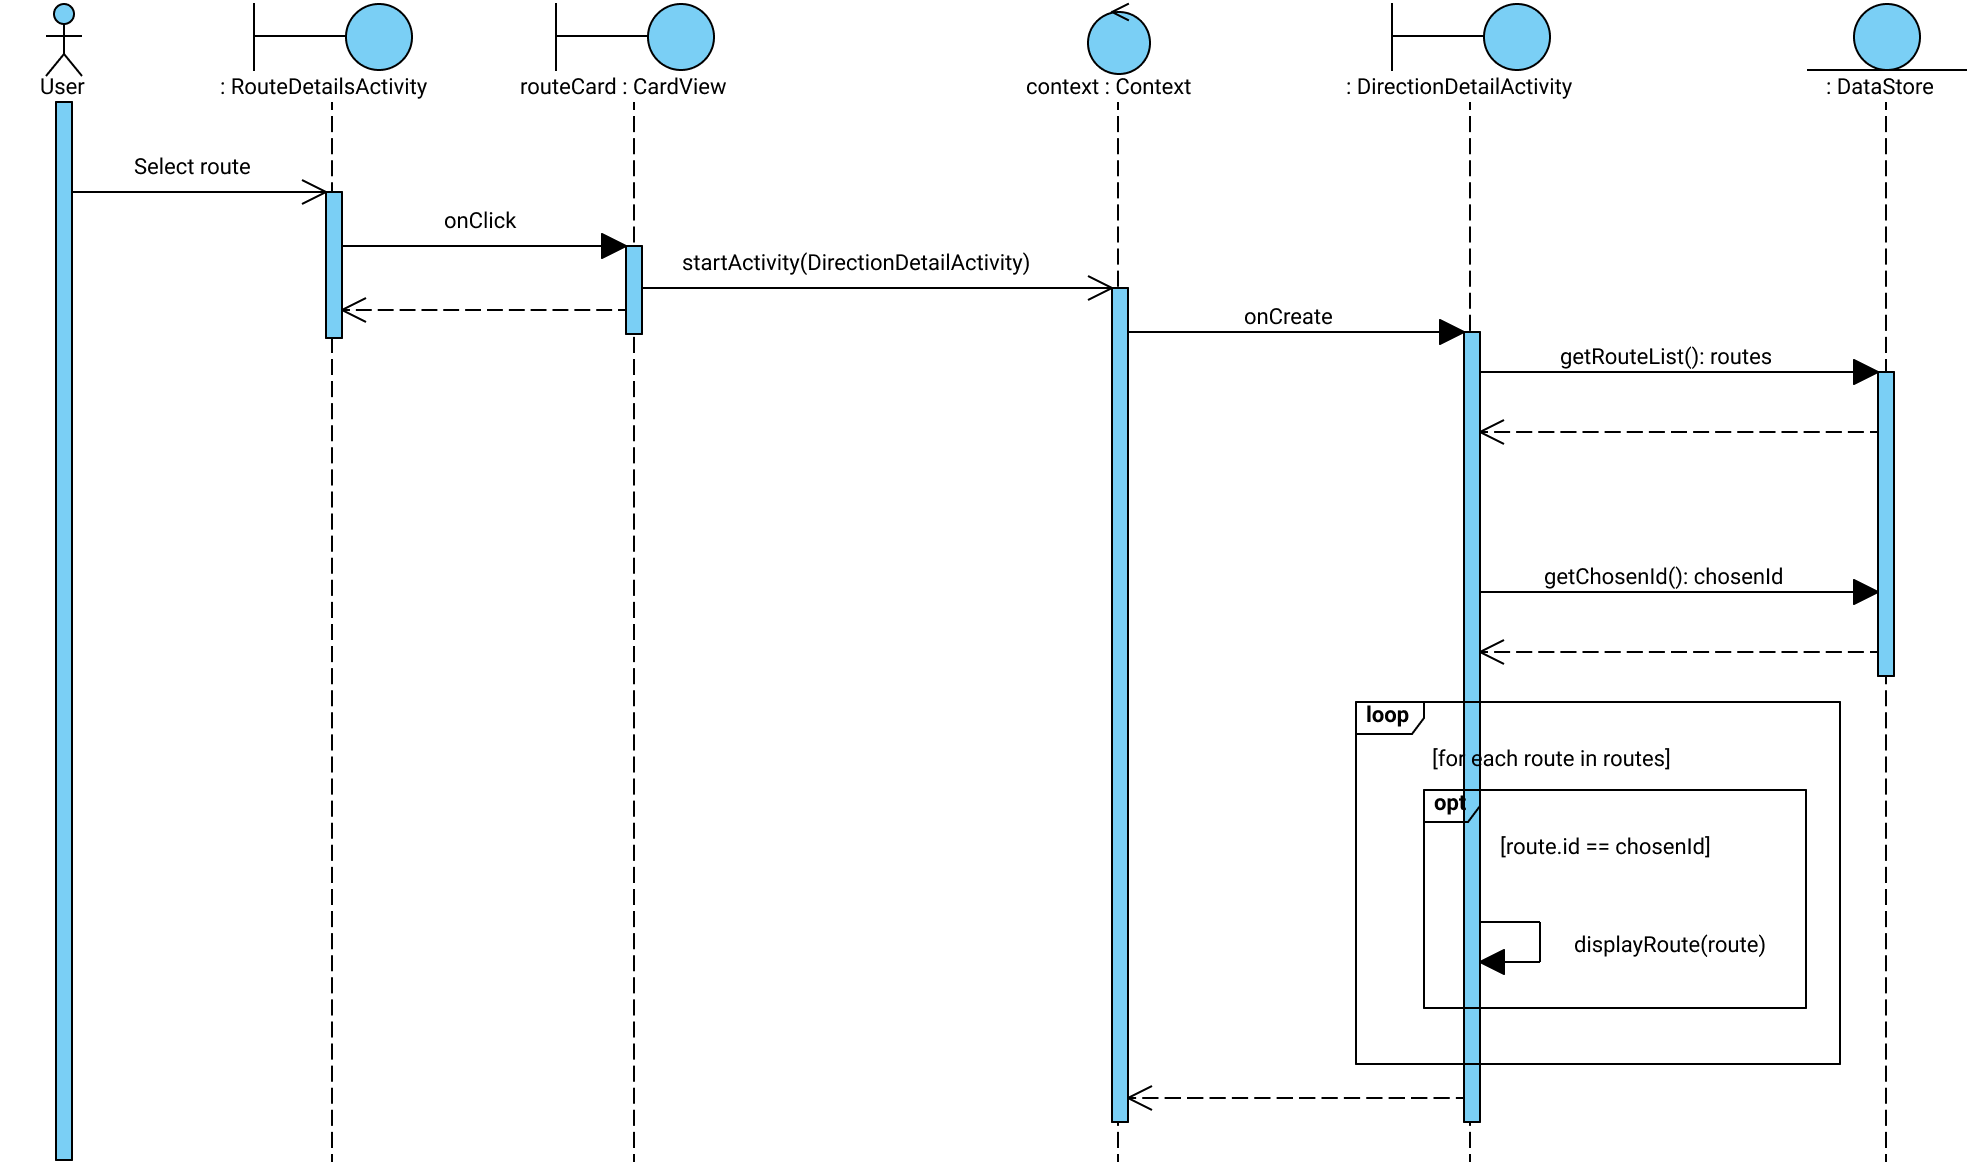 User
: RouteDetailsActivity
routeCard : CardView
context : Context
: DirectionDetailActivity
: DataStore
Select route
onClick
startActivity(DirectionDetailActivity)
onCreate
getRouteList(): routes
getChosenId(): chosenId
loop
[for each route in routes]
opt
[route.id == chosenId]
displayRoute(route)